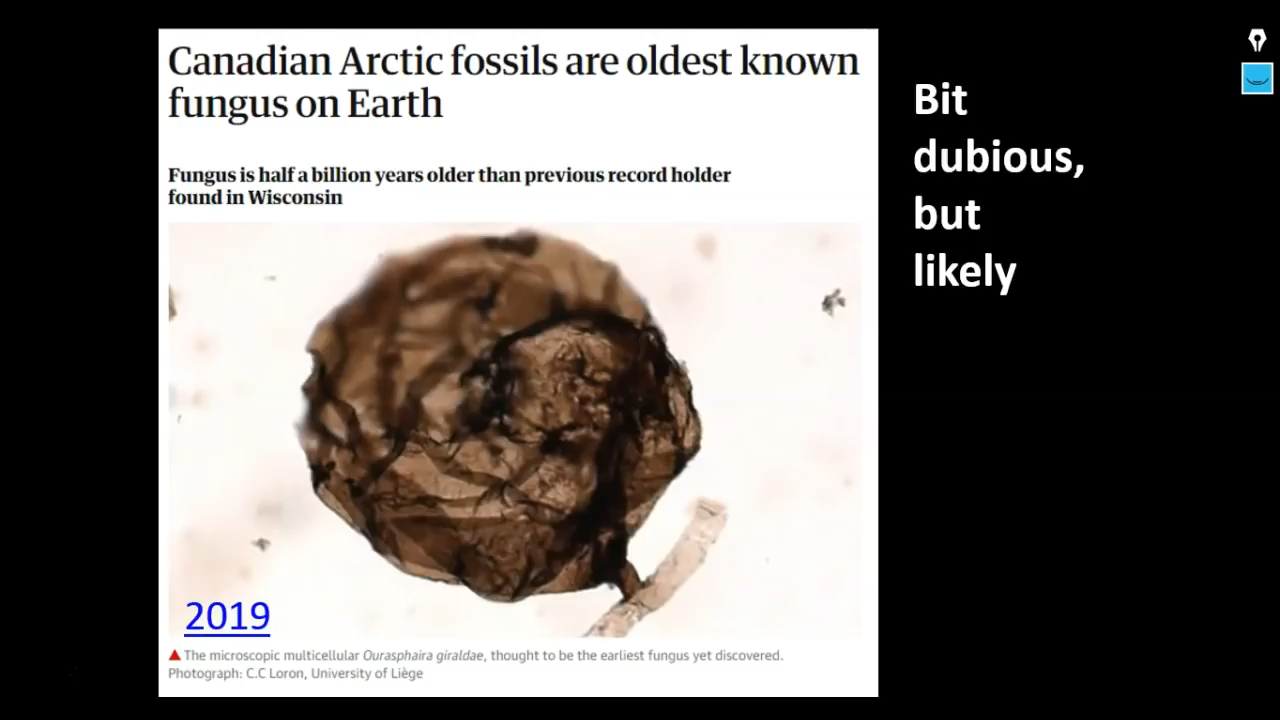 Canadian Arctic fossils are oldest known
fungus on Earth
Fungus is half a billion years older than previous record holder
found in Wisconsin
2019
▲ The microscopic multicellular Ourasphaira giraldae, thought to be the earliest fungus yet discovered.
Photograph: C.C Loron, University of Liège
Bit
dubious,
but
likely